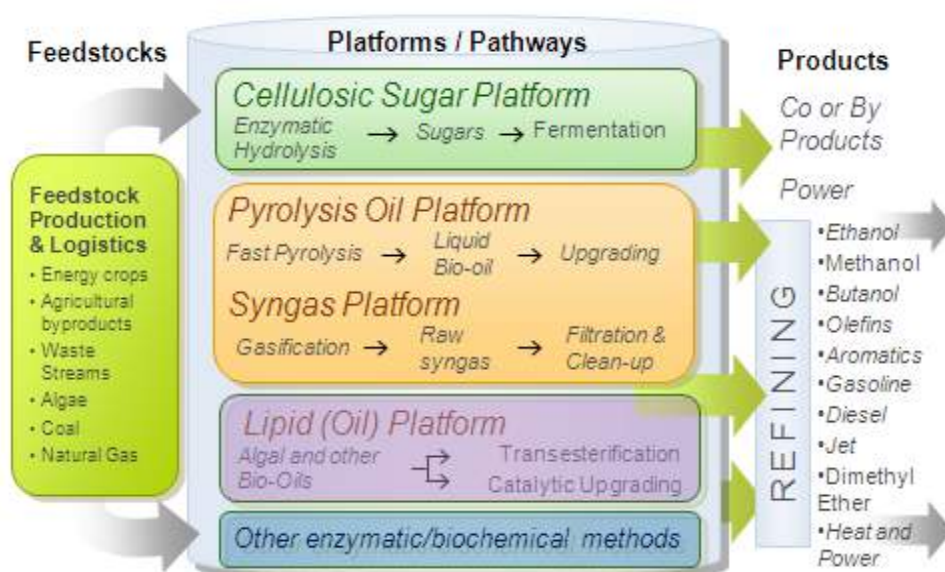 Feedstocks
Platforms / Pathways
Products
Feedstock
Production
& Logistics
• Energy crops
• Agricultural
byproducts
• Waste
Streams
• Algae
• Coal
• Natural Gas
Cellulosic Sugar Platform
Enzymatic
Hydrolysis → Sugars → Fermentation
Pyrolysis Oil Platform
Fast Pyrolysis → Liquid
Bio-oil → Upgrading
Syngas Platform
Gasification → Raw
syngas → Filtration &
Clean-up
Lipid (Oil) Platform
Algal and other
Bio-Oils
Transesterification
Catalytic Upgrading
Other enzymatic/biochemical methods
Co or By
Products
Power
REFINING
•Ethanol
•Methanol
•Butanol
•Olefins
•Aromatics
•Gasoline
•Diesel
•Jet
•Dimethyl
Ether
•Heat and
Power